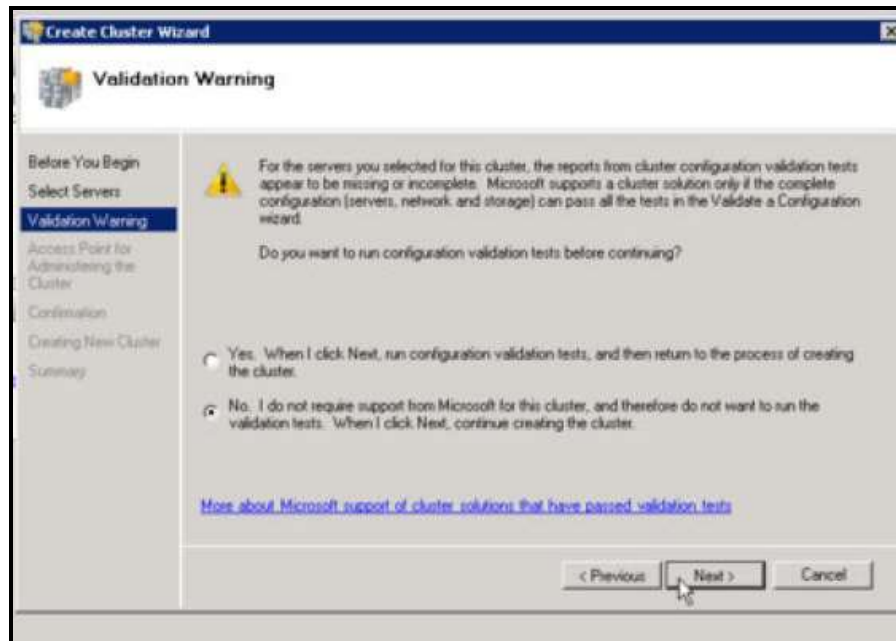 Create Cluster Wizard
Validation Warning
Before You Begin
Select Servers
Validation Warning
Access Point for
Administering the
Cluster
Confirmation
Creating New Cluster
Summary
For the servers you selected for this cluster, the reports from cluster configuration validation tests
appear to be missing or incomplete. Microsoft supports a cluster solution only if the complete
configuration (servers, network and storage) can pass all the tests in the Validate a Configuration
wizard.
Do you want to run configuration validation tests before continuing?
Yes. When I click Next, run configuration validation tests, and then return to the process of creating
the cluster.
No. I do not require support from Microsoft for this cluster, and therefore do not want to run the
validation tests. When I click Next, continue creating the cluster.
More about Microsoft support of cluster solutions that have passed validation tests
< Previous
Next >
Cancel